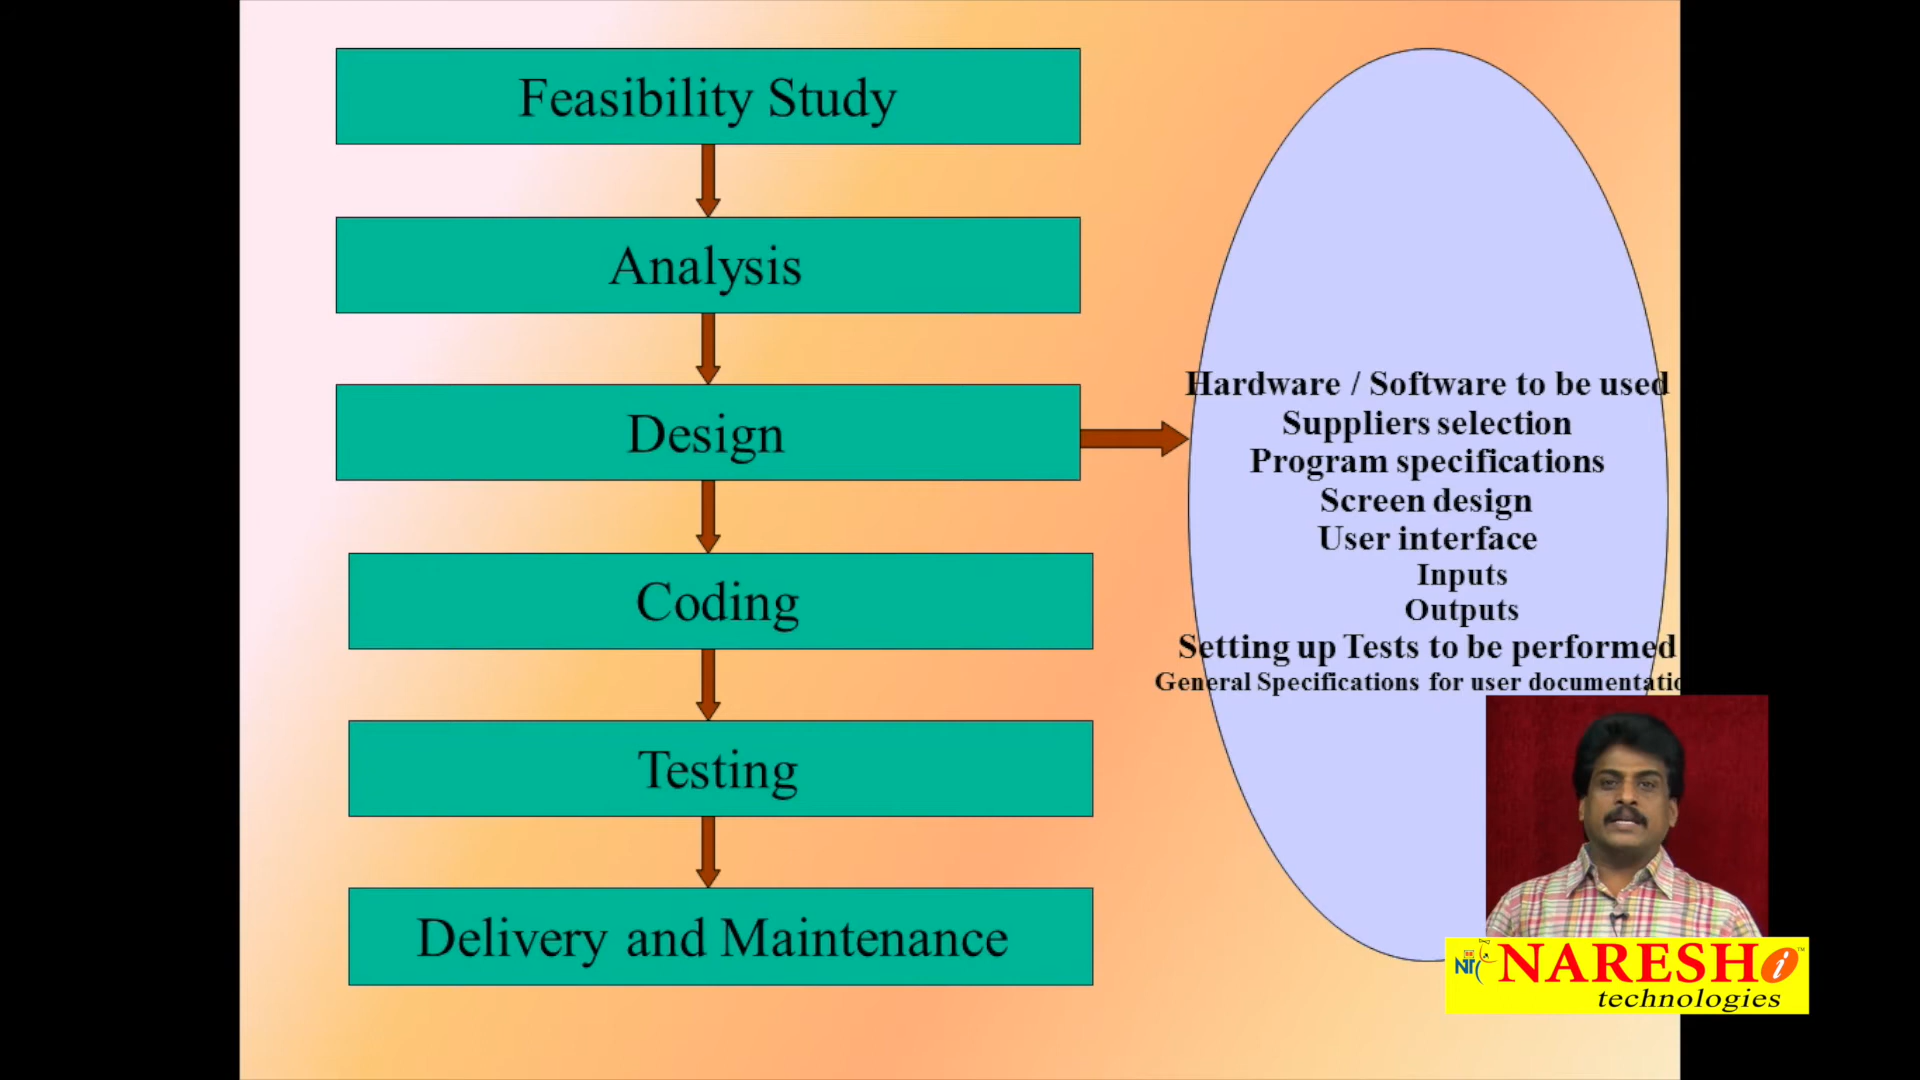 Feasibility Study
Analysis
Design
Coding
Testing
Delivery and Maintenance
Hardware / Software to be used
Suppliers selection
Program specifications
Screen design
User interface
Inputs
Outputs
Setting up Tests to be performed
General Specifications for user documentatio
NARESH i ™
technologies